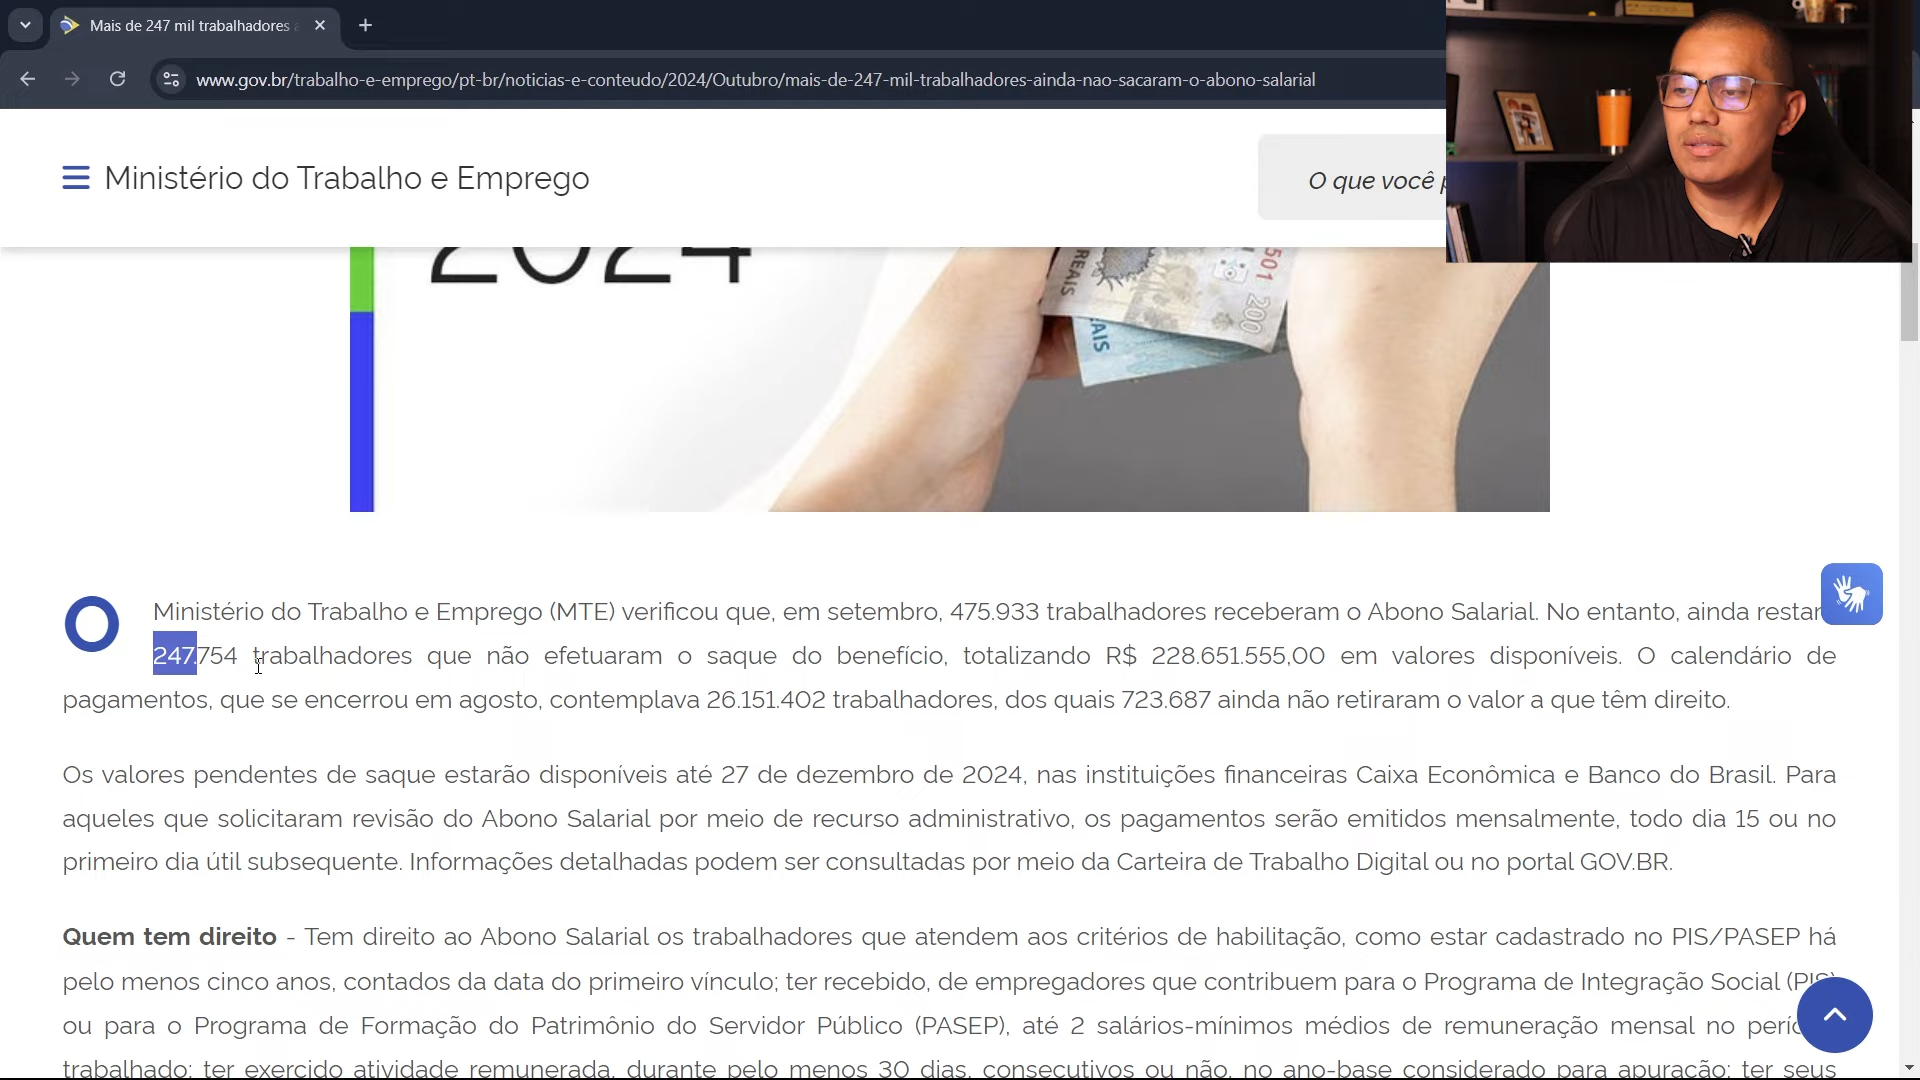 Mais de 247 mil trabalhadores a
www.gov.br/trabalho-e-emprego/pt-br/noticias-e-conteudo/2024/Outubro/mais-de-247-mil-trabalhadores-ainda-nao-sacaram-o-abono-salarial
Ministério do Trabalho e Emprego
O que você p
2024
REAIS
501
200
AIS
O Ministério do Trabalho e Emprego (MTE) verificou que, em setembro, 475.933 trabalhadores receberam o Abono Salarial. No entanto, ainda restam
247.754 trabalhadores que não efetuaram o saque do benefício, totalizando R$ 228.651.555,00 em valores disponíveis. O calendário de
pagamentos, que se encerrou em agosto, contemplava 26.151.402 trabalhadores, dos quais 723.687 ainda não retiraram o valor a que têm direito.
Os valores pendentes de saque estarão disponíveis até 27 de dezembro de 2024, nas instituições financeiras Caixa Econômica e Banco do Brasil. Para
aqueles que solicitaram revisão do Abono Salarial por meio de recurso administrativo, os pagamentos serão emitidos mensalmente, todo dia 15 ou no
primeiro dia útil subsequente. Informações detalhadas podem ser consultadas por meio da Carteira de Trabalho Digital ou no portal GOV.BR.
Quem tem direito - Tem direito ao Abono Salarial os trabalhadores que atendem aos critérios de habilitação, como estar cadastrado no PIS/PASEP há
pelo menos cinco anos, contados da data do primeiro vínculo; ter recebido, de empregadores que contribuem para o Programa de Integração Social (PIS)
ou para o Programa de Formação do Patrimônio do Servidor Público (PASEP), até 2 salários-mínimos médios de remuneração mensal no perío
trabalhado; ter exercido atividade remunerada, durante pelo menos 30 dias, consecutivos ou não, no ano-base considerado para apuração; ter seus